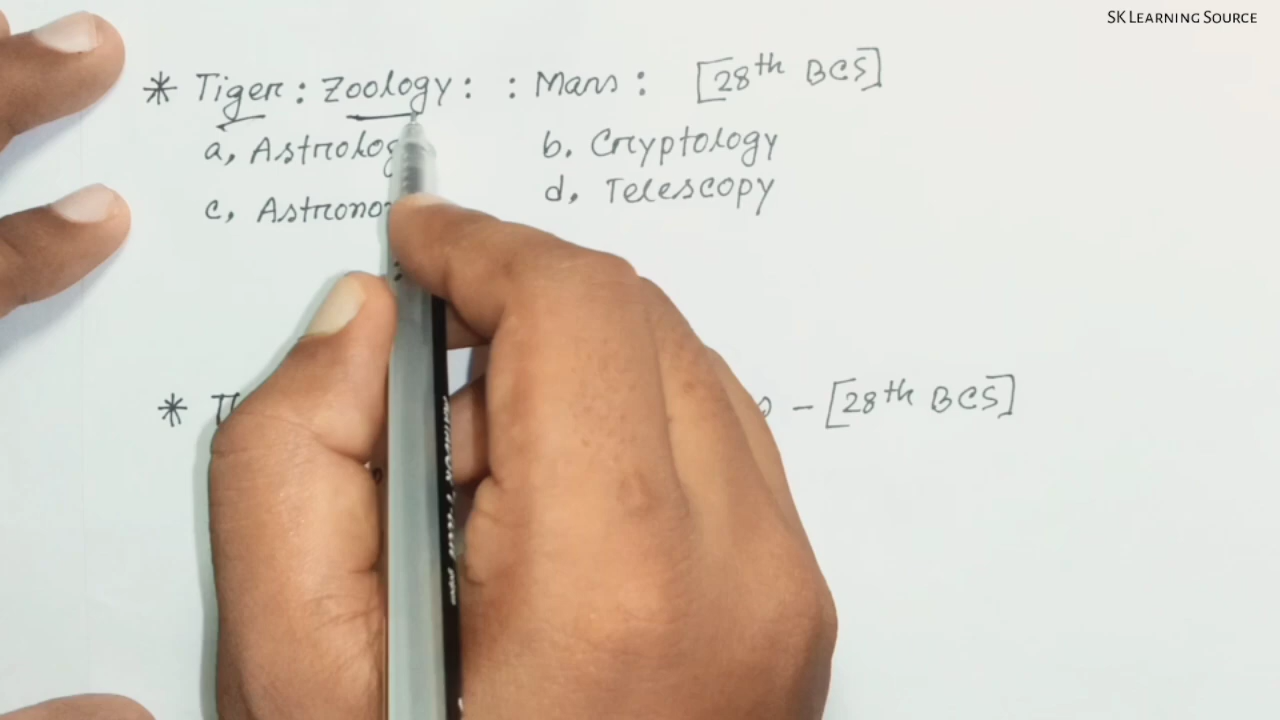 SK LEARNING SOURCE
* Tiger : Zoology : : Mars : [28th BCS]
a, b. Cryptology
c, d. Telescopy
* – [28th BCS]